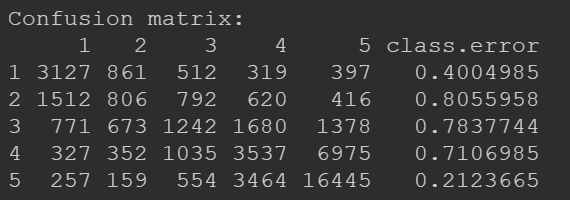 Confusion matrix:
1 2 3 4 5 class.error
1 3127 861 512 319 397 0.4004985
2 1512 806 792 620 416 0.8055958
3 771 673 1242 1680 1378 0.7837744
4 327 352 1035 3537 6975 0.7106985
5 257 159 554 3464 16445 0.2123665